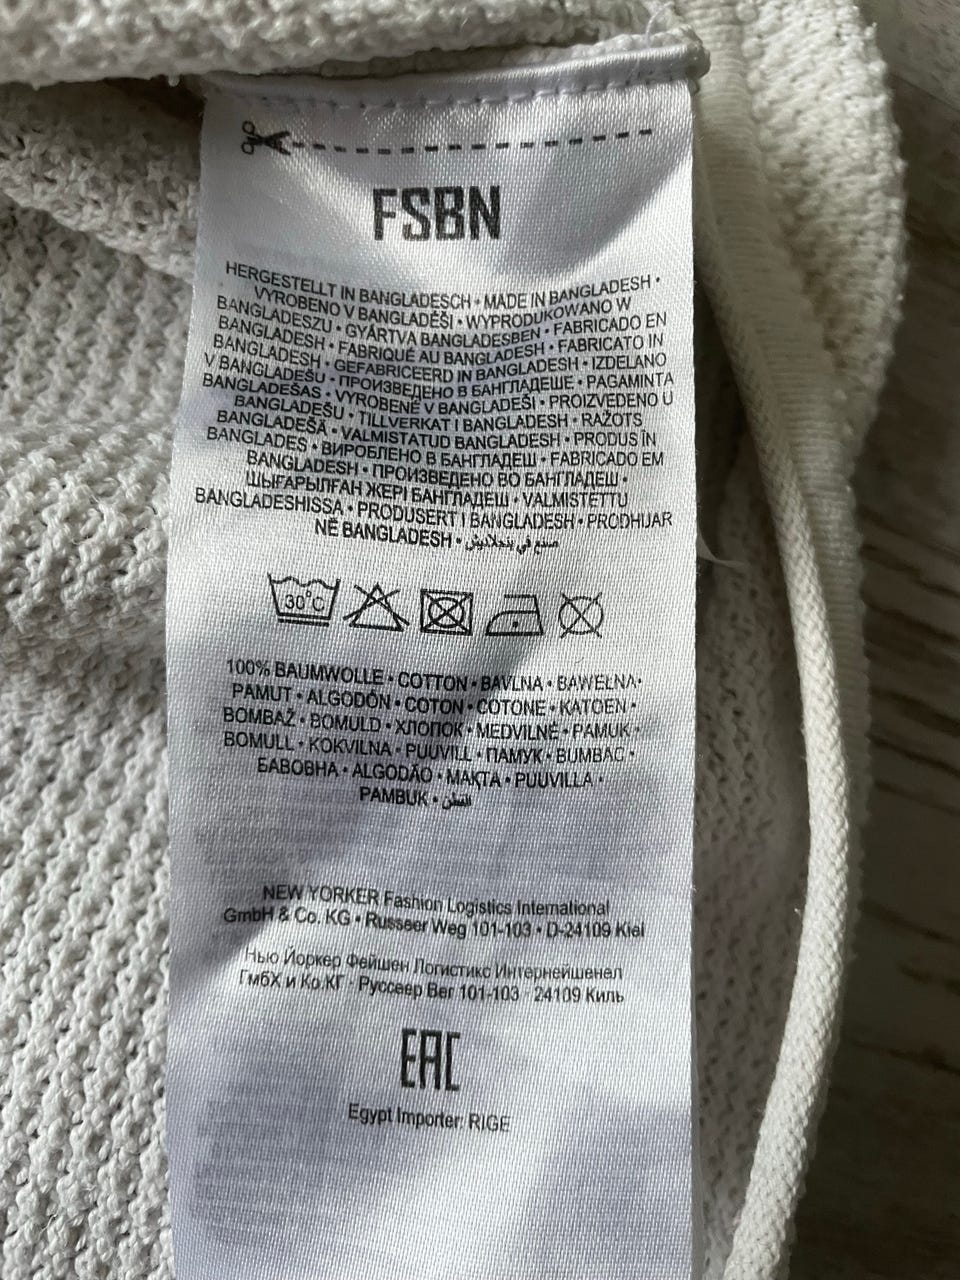 FSBN
HERGESTELLT IN BANGLADESCH • MADE IN BANGLADESH •
VYROBENO V BANGLADÉŠI • WYPRODUKOWANO W
BANGLADESZU • GYÁRTVA BANGLADESBEN • FABRICADO EN
BANGLADESH • FABRIQUÉ AU BANGLADESH • FABRICATO IN
BANGLADESH • GEFABRICEERD IN BANGLADESH • IZDELANO
V BANGLADEŠU • ПРОИЗВЕДЕНО В БАНГЛАДЕШЕ • PAGAMINTA
BANGLADEŠAS • VYROBENÉ V BANGLADÉŠI • PROIZVEDENO U
BANGLADEŠU • TILLVERKAT I BANGLADESH • RAŽOTS
BANGLADEŠĀ • VALMISTATUD BANGLADESH • PRODUS ÎN
BANGLADES • ВИРОБЛЕНО В БАНГЛАДЕШ • FABRICADO EM
BANGLADESH • ПРОИЗВЕДЕНО ВО БАНГЛАДЕШ •
ШЫҒАРЫЛҒАН ЖЕРІ БАНГЛАДЕШ • VALMISTETTU
BANGLADESHISSA • PRODUSERT I BANGLADESH • PRODHUAR
NË BANGLADESH • صنع في بنجلاديش
30°C
100% BAUMWOLLE • COTTON • BAVLNA • BAWEŁNA •
PAMUT • ALGODÓN • COTON • COTONE • KATOEN •
BOMBAŽ • BOMULD • ХЛОПОК • MEDVILNĖ • PAMUK •
BOMULL • KOKVILNA • PUUVILL • ПАМУК • BUMBAC •
БАВОВНА • ALGODÃO • МАҚТА • PUUVILLA •
PAMBUK • القطن
NEW YORKER Fashion Logistics International
GmbH & Co. KG • Russeer Weg 101-103 • D-24109 Kiel
Нью Йоркер Фейшен Логистикс Интернейшенел
ГмбХ и Ко.КГ · Руссеер Вег 101-103 · 24109 Киль
EAC
Egypt Importer: RIGE